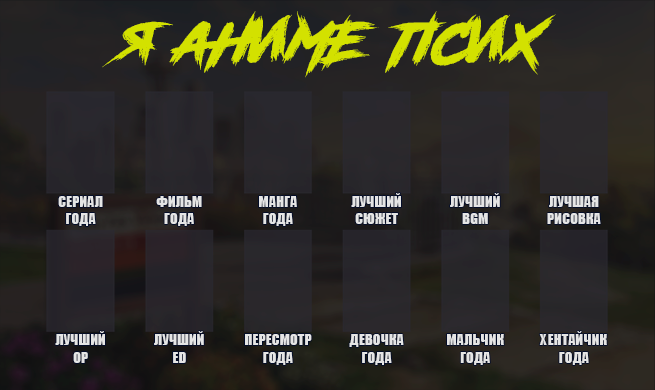 Я АНИМЕ ПСИХ
СЕРИАЛ ГОДА
ФИЛЬМ ГОДА
МАНГА ГОДА
ЛУЧШИЙ СЮЖЕТ
ЛУЧШИЙ BGM
ЛУЧШАЯ РИСОВКА
ЛУЧШИЙ OP
ЛУЧШИЙ ED
ПЕРЕСМОТР ГОДА
ДЕВОЧКА ГОДА
МАЛЬЧИК ГОДА
ХЕНТАЙЧИК ГОДА